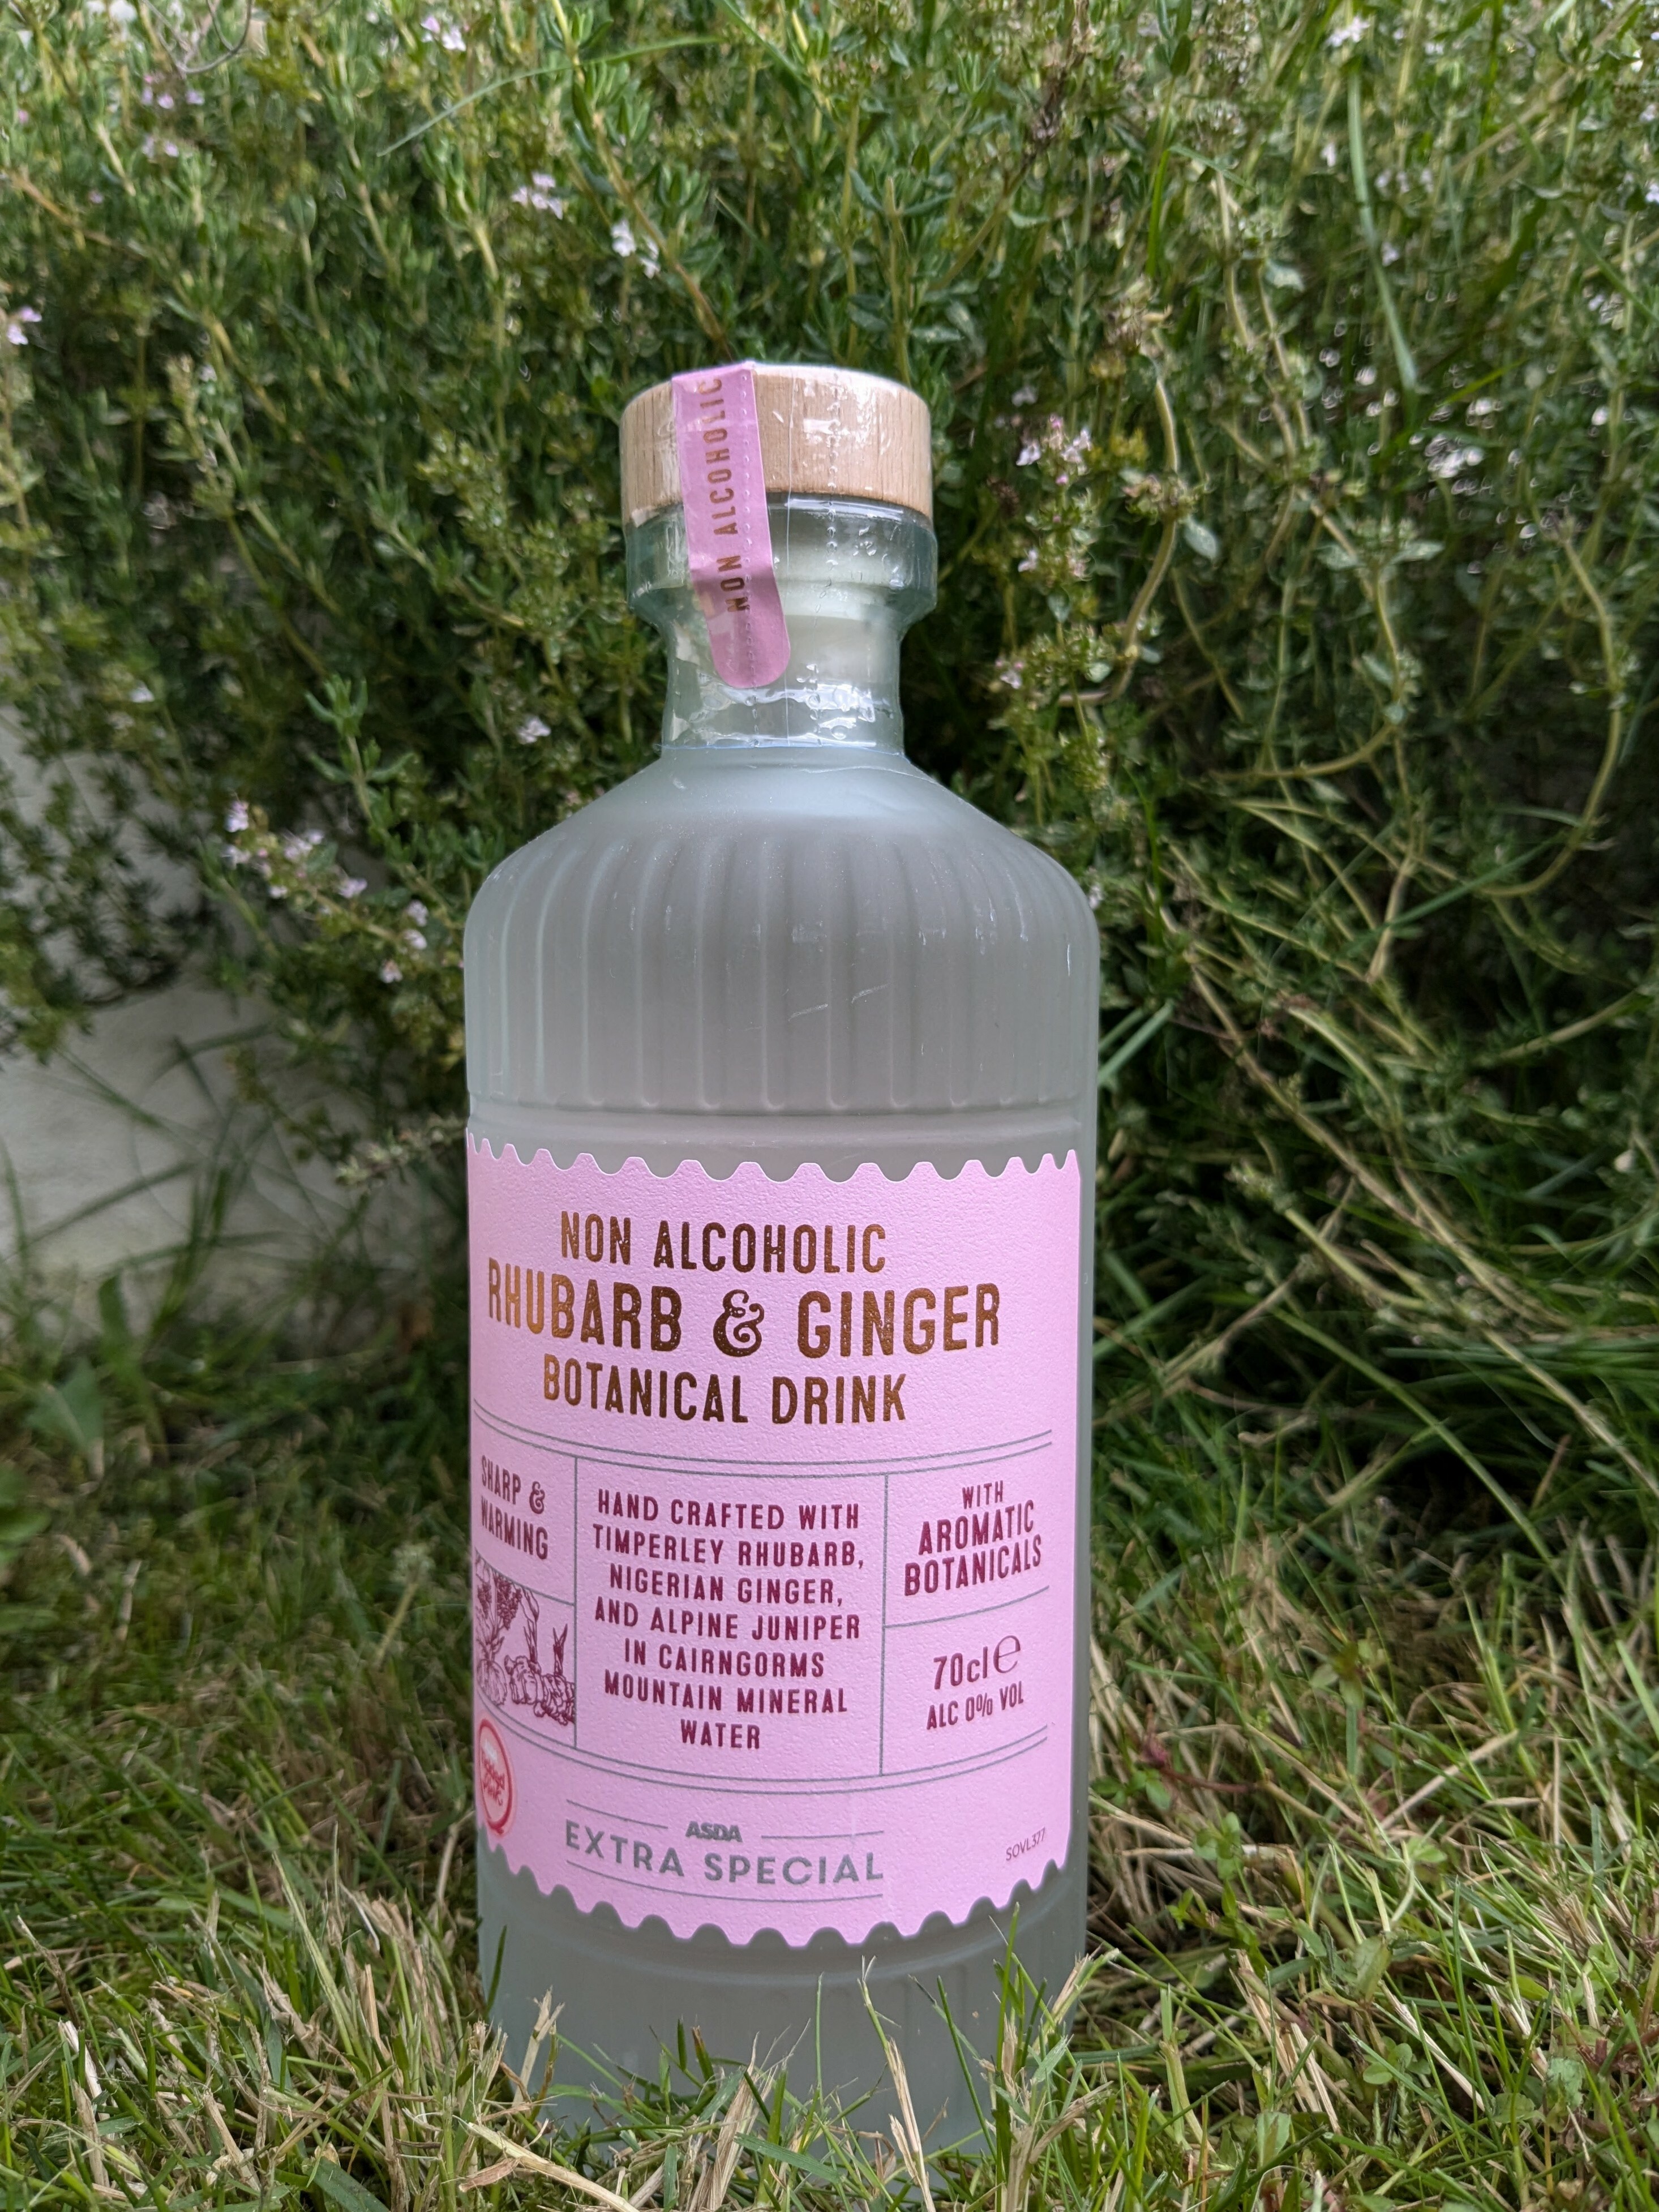 NON ALCOHOLIC
NON ALCOHOLIC
RHUBARB & GINGER
BOTANICAL DRINK
SHARP &
WARMING
HAND CRAFTED WITH
TIMPERLEY RHUBARB,
NIGERIAN GINGER,
AND ALPINE JUNIPER
IN CAIRNGORMS
MOUNTAIN MINERAL
WATER
WITH
AROMATIC
BOTANICALS
70cl℮
ALC 0% VOL
ASDA
EXTRA SPECIAL
SOVL377